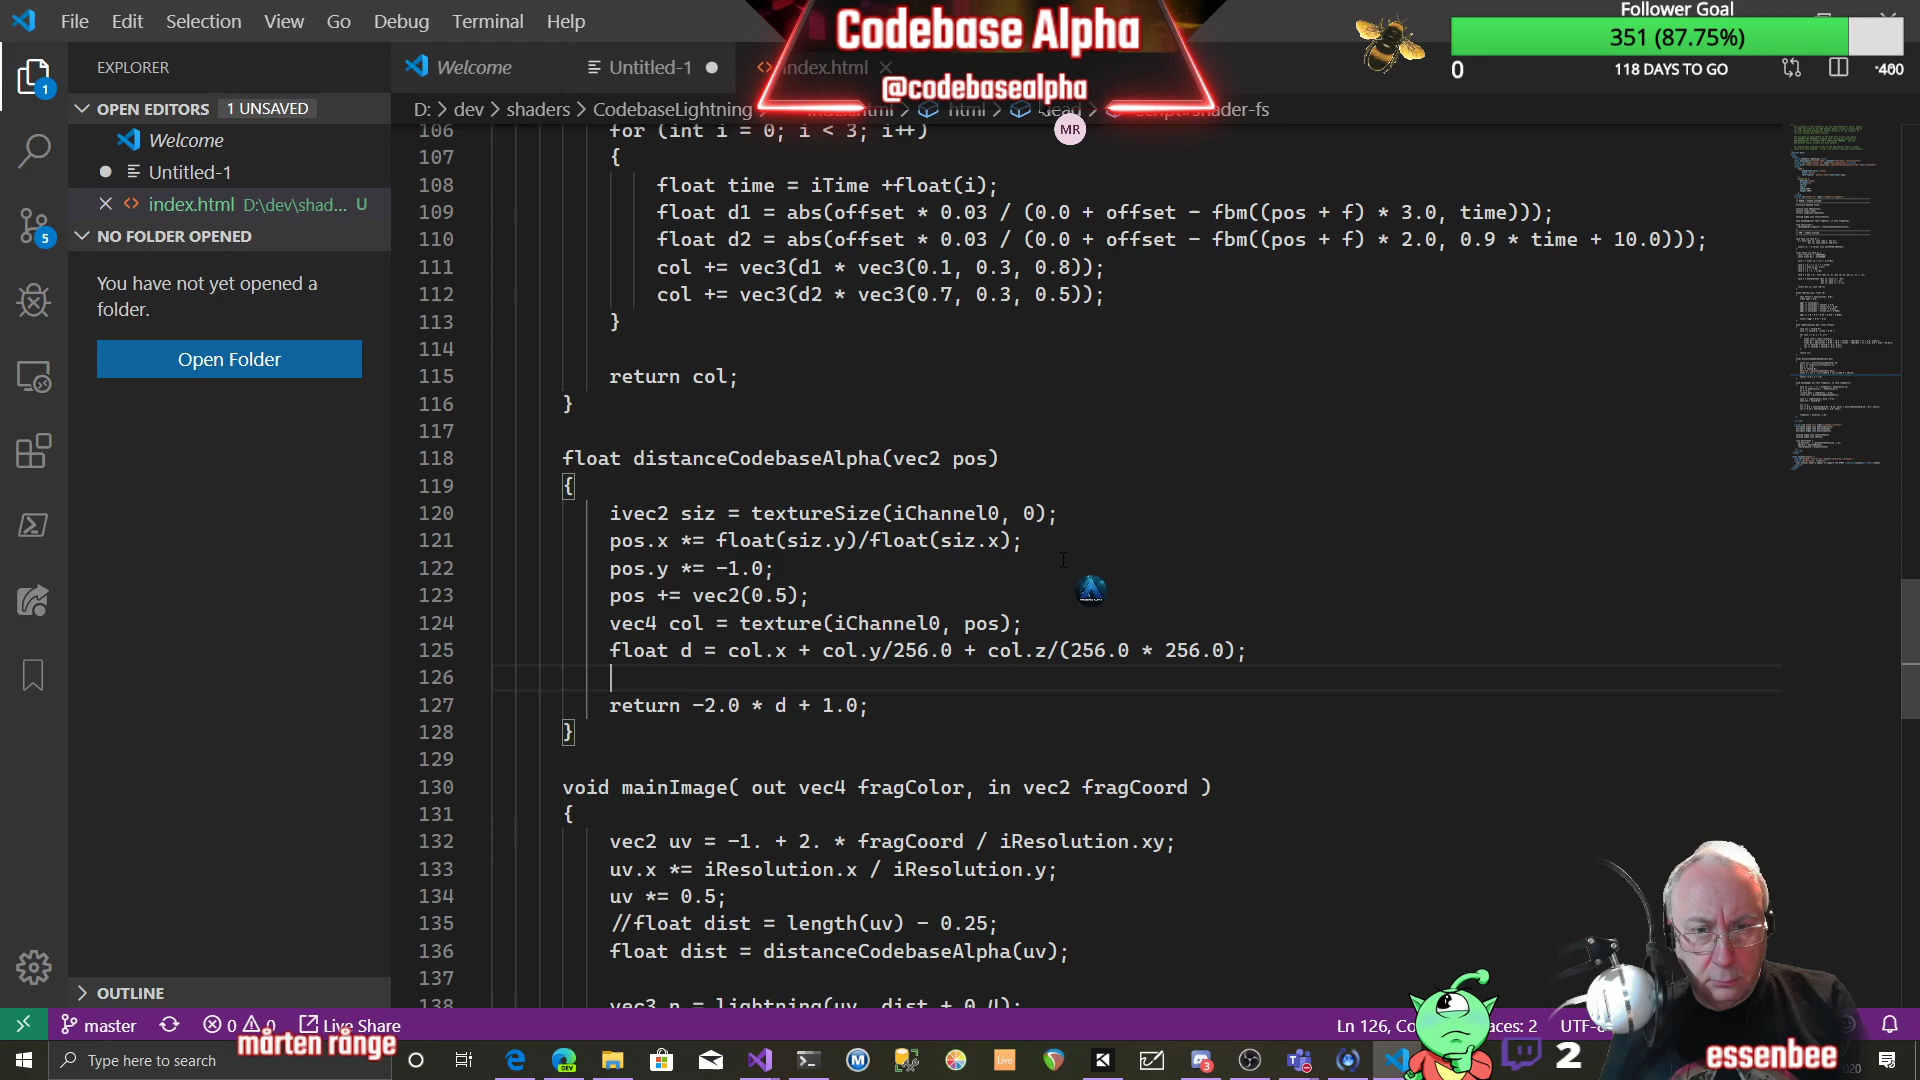 File Edit Selection View Go Debug Terminal Help
Codebase Alpha
@codebasealpha
Follower Goal
351 (87.75%)
0
118 DAYS TO GO
400
EXPLORER
Welcome
Untitled-1
index.html
OPEN EDITORS 1 UNSAVED
D: > dev > shaders > CodebaseLightning
html
MR
Welcome
Untitled-1
index.html D:\dev\shad... U
NO FOLDER OPENED
You have not yet opened a
folder.
Open Folder
1
5
106 for (int i = 0; i < 3; i++)
107 {
108 float time = iTime +float(i);
109 float d1 = abs(offset * 0.03 / (0.0 + offset - fbm((pos + f) * 3.0, time)));
110 float d2 = abs(offset * 0.03 / (0.0 + offset - fbm((pos + f) * 2.0, 0.9 * time + 10.0)));
111 col += vec3(d1 * vec3(0.1, 0.3, 0.8));
112 col += vec3(d2 * vec3(0.7, 0.3, 0.5));
113 }
114
115 return col;
116 }
117
118 float distanceCodebaseAlpha(vec2 pos)
119 {
120 ivec2 siz = textureSize(iChannel0, 0);
121 pos.x *= float(siz.y)/float(siz.x);
122 pos.y *= -1.0;
123 pos += vec2(0.5);
124 vec4 col = texture(iChannel0, pos);
125 float d = col.x + col.y/256.0 + col.z/(256.0 * 256.0);
126
127 return -2.0 * d + 1.0;
128 }
129
130 void mainImage( out vec4 fragColor, in vec2 fragCoord )
131 {
132 vec2 uv = -1. + 2. * fragCoord / iResolution.xy;
133 uv.x *= iResolution.x / iResolution.y;
134 uv *= 0.5;
135 //float dist = length(uv) - 0.25;
136 float dist = distanceCodebaseAlpha(uv);
137
138 vec3 n = lightning(uv, dist + 0.4);
OUTLINE
master
0 0
Live Share
Ln 126,
Type here to search
mårten rånge
2
essenbee